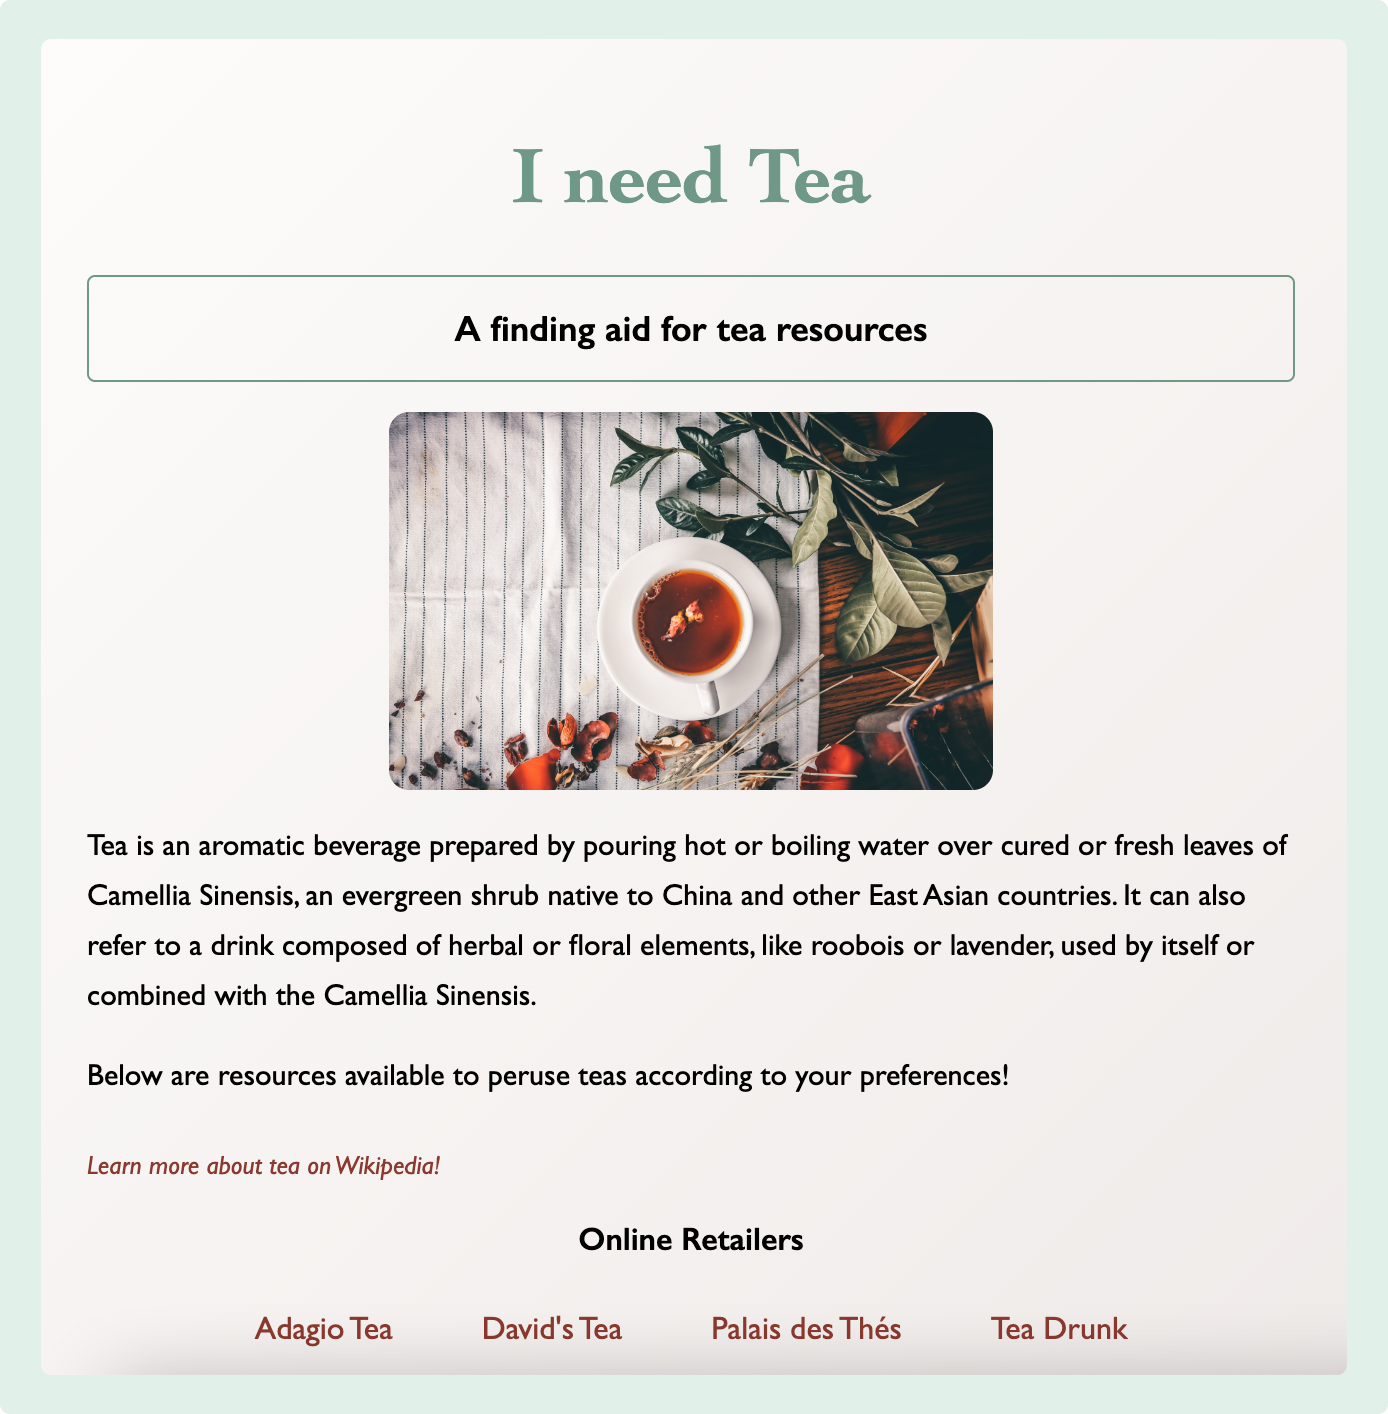 I need Tea
A finding aid for tea resources
Tea is an aromatic beverage prepared by pouring hot or boiling water over cured or fresh leaves of
Camellia Sinensis, an evergreen shrub native to China and other East Asian countries. It can also
refer to a drink composed of herbal or floral elements, like roobois or lavender, used by itself or
combined with the Camellia Sinensis.
Below are resources available to peruse teas according to your preferences!
Learn more about tea on Wikipedia!
Online Retailers
Adagio Tea David's Tea Palais des Thés Tea Drunk